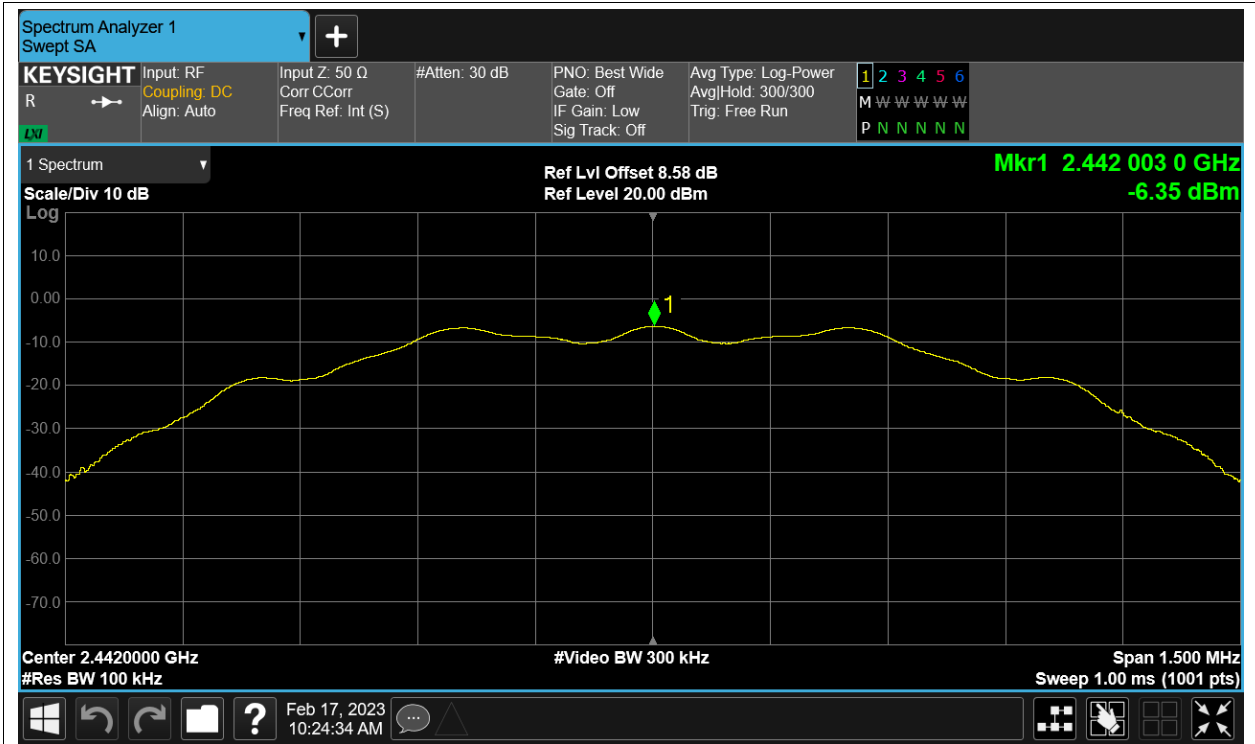 Spectrum Analyzer 1
Swept SA
KEYSIGHT
R
LXI
Input: RF
Coupling: DC
Align: Auto
Input Z: 50 Ω
Corr CCorr
Freq Ref: Int (S)
#Atten: 30 dB
PNO: Best Wide
Gate: Off
IF Gain: Low
Sig Track: Off
Avg Type: Log-Power
Avg|Hold: 300/300
Trig: Free Run
1 2 3 4 5 6
M W W W W W
P N N N N N
1 Spectrum
Scale/Div 10 dB
Log
Ref Lvl Offset 8.58 dB
Ref Level 20.00 dBm
Mkr1 2.442 003 0 GHz
-6.35 dBm
10.0
0.00
1
-10.0
-20.0
-30.0
-40.0
-50.0
-60.0
-70.0
Center 2.4420000 GHz
#Video BW 300 kHz
Span 1.500 MHz
#Res BW 100 kHz
Sweep 1.00 ms (1001 pts)
?
Feb 17, 2023
10:24:34 AM